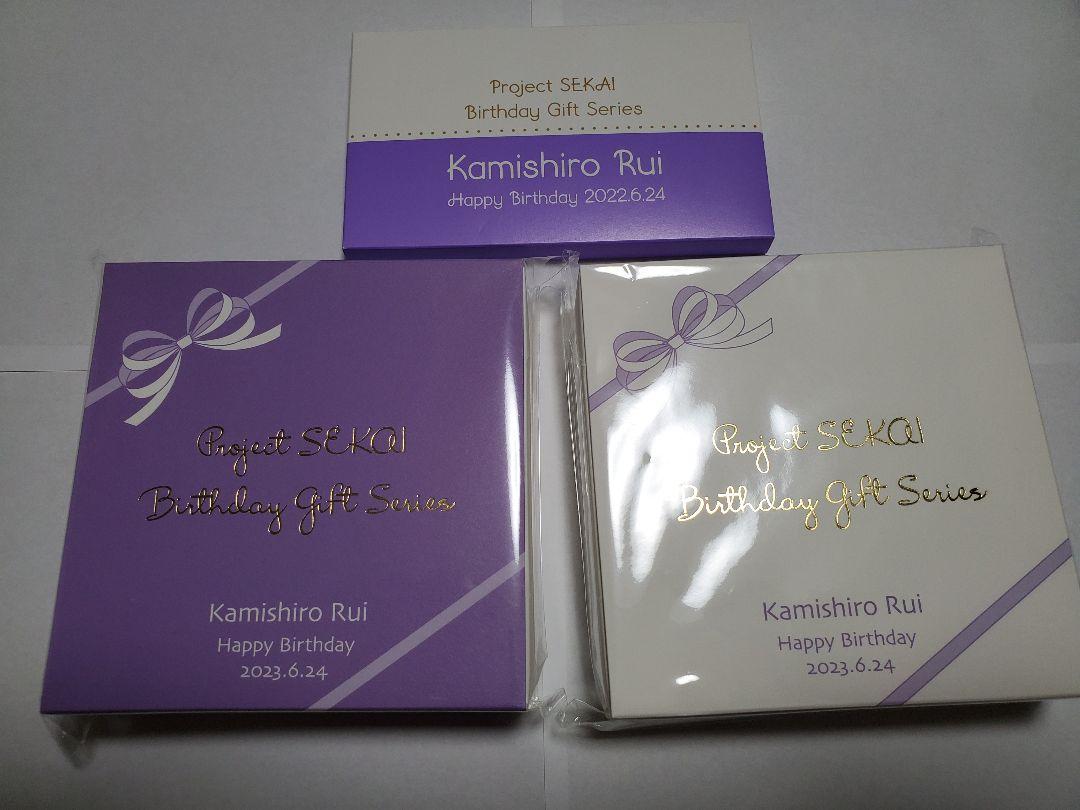 Project SEKAI
Birthday Gift Series
Kamishiro Rui
Happy Birthday 2022.6.24
Project SEKAI
Birthday Gift Series
Kamishiro Rui
Happy Birthday
2023.6.24
Project SEKAI
Birthday Gift Series
Kamishiro Rui
Happy Birthday
2023.6.24